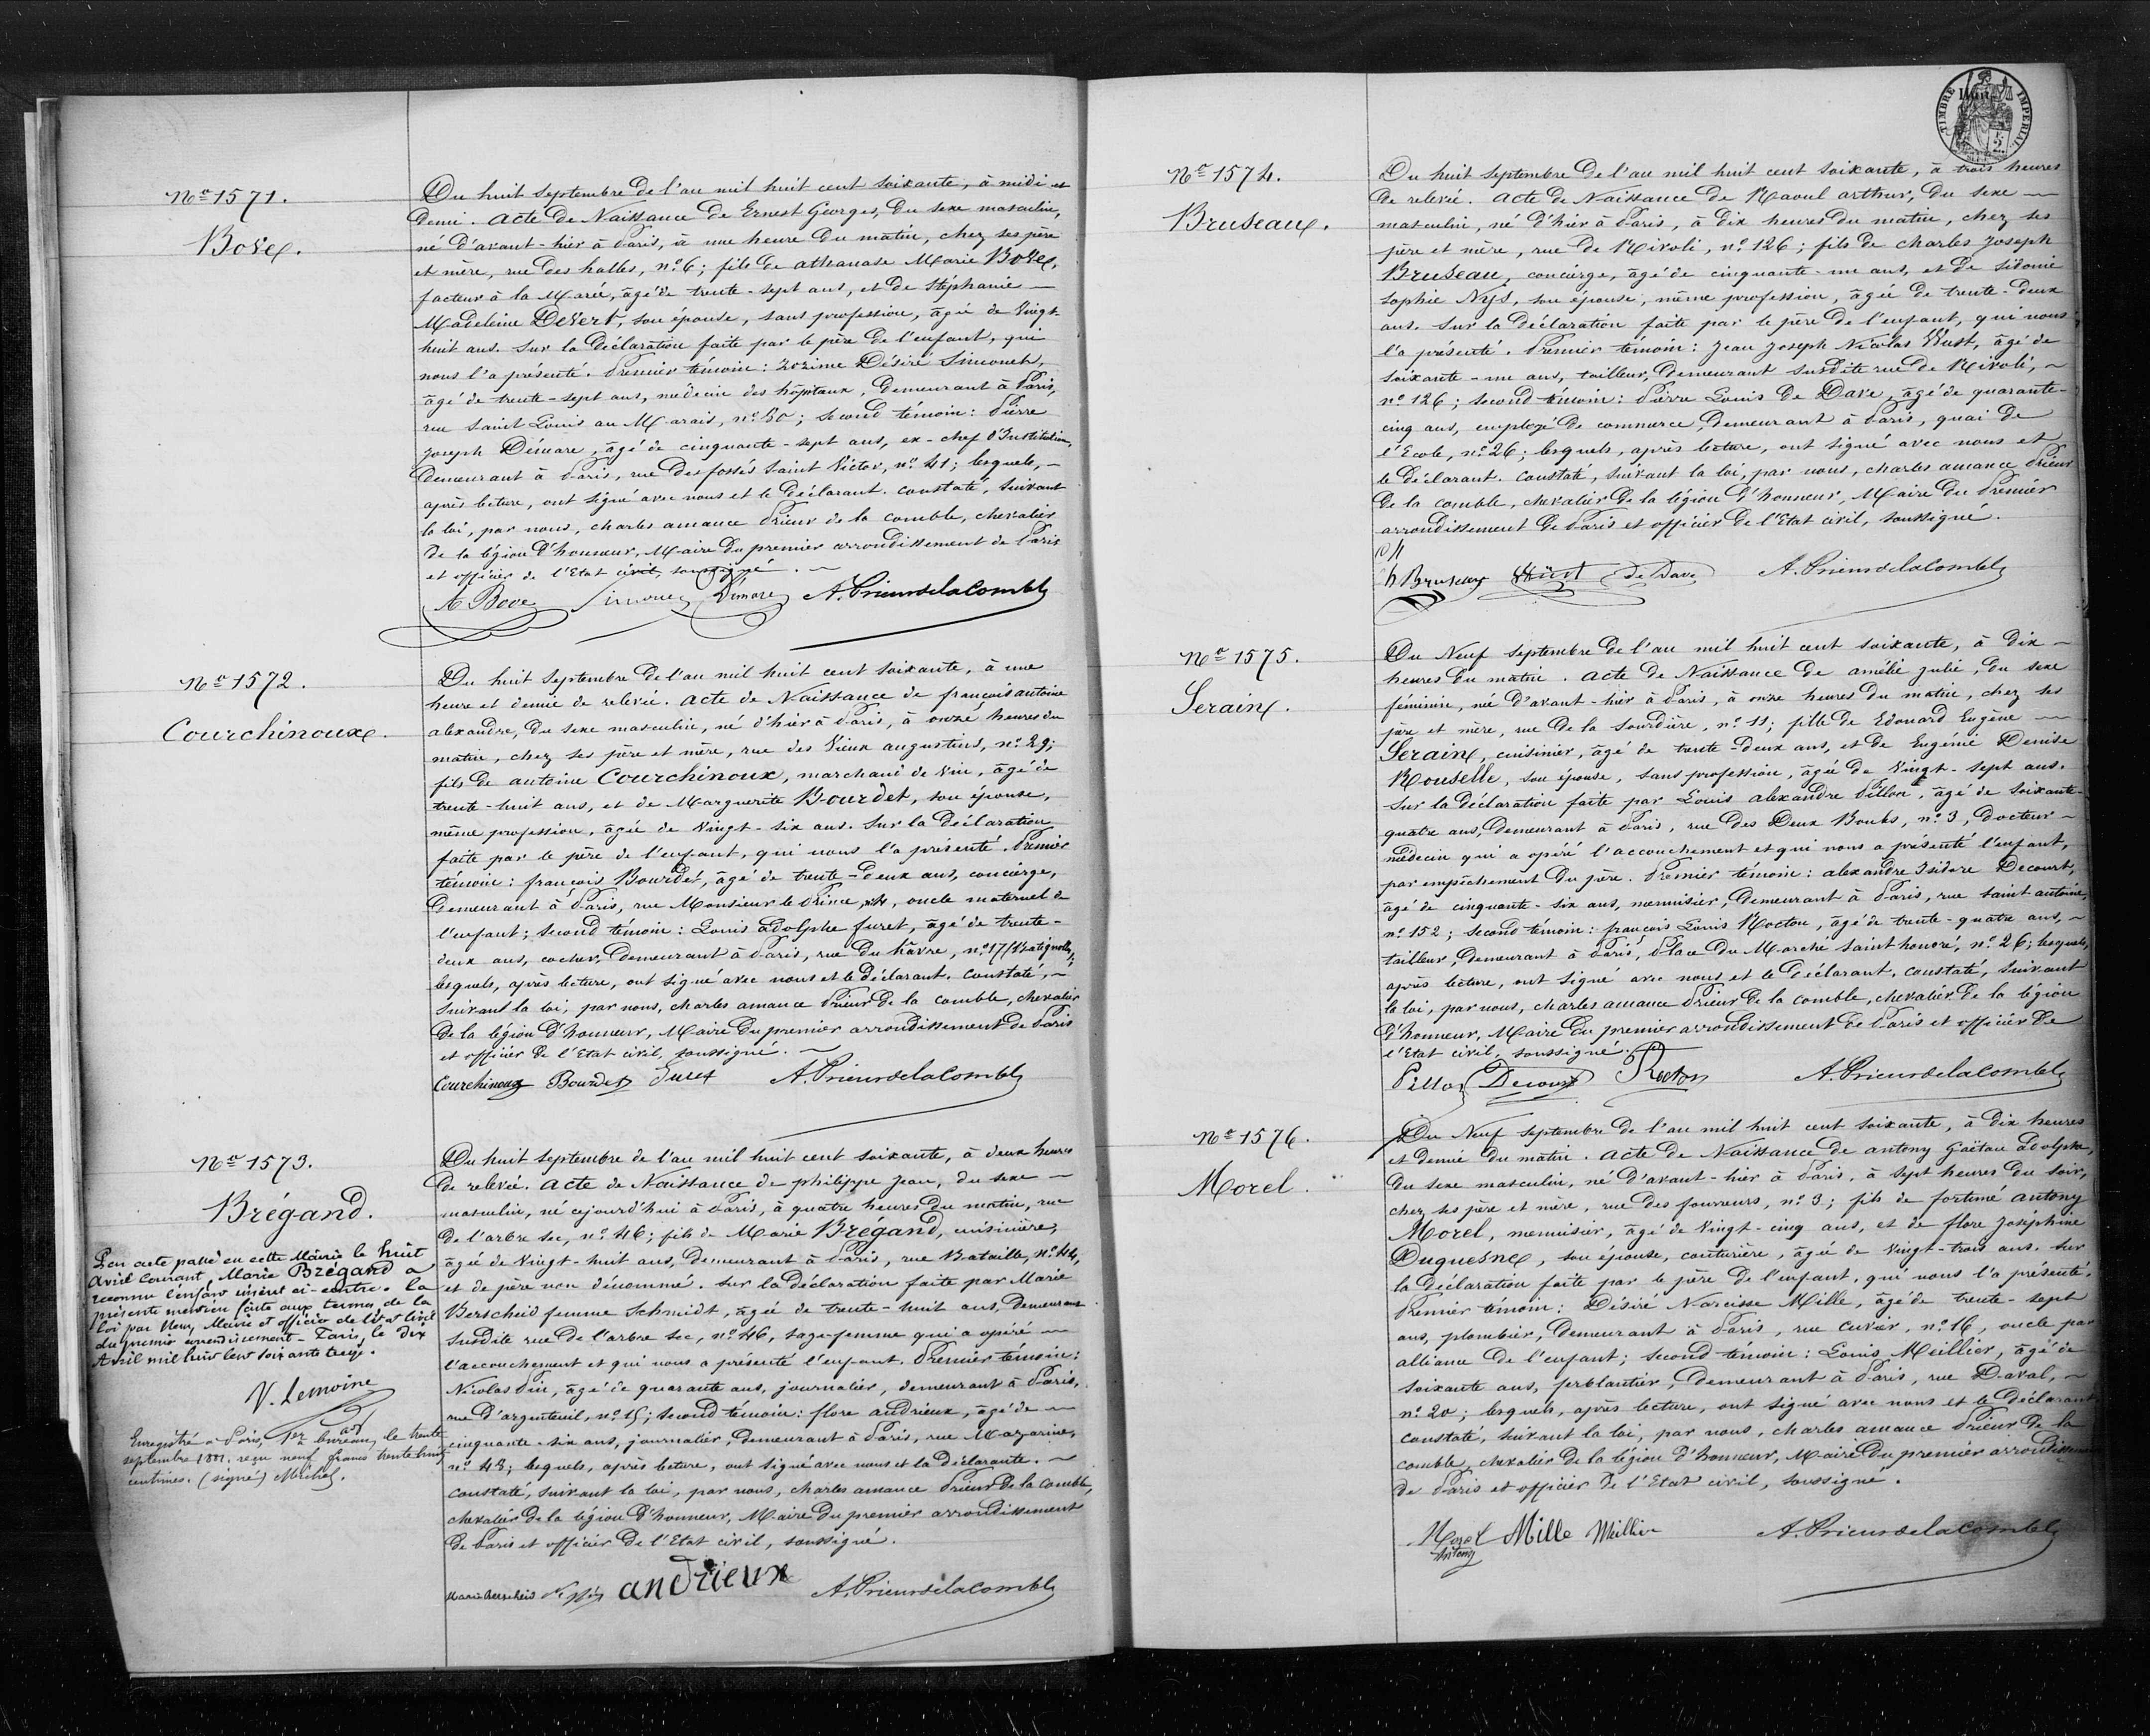 N° 1571.
Bove.
Du huit Septembre de l'an mil huit cent soixante, à midi et
demi. Acte de Naissance de Ernest Georges, du sexe masculin,
né d'avant-hier à Paris, à une heure du matin, chez ses père
et mère, rue des halles, n° 6; fils de athanase Marie Bove,
facteur à la Marée, âgé de trente-sept ans, et de Stéphanie
Madeleine Devert, son épouse, sans profession, âgée de vingt-
huit ans. Sur la déclaration faite par le père de l'enfant, qui
nous l'a présenté. Premier témoin: Zozime Désiré Simonet,
âgé de trente-sept ans, médecin des hôpitaux, demeurant à Paris,
rue Saint Louis au Marais, n° 50; second témoin: Pierre
Joseph Démare, âgé de cinquante-sept ans, ex-chef d'Institution,
demeurant à Paris, rue des fossés Saint Victor, n° 41; lesquels,
après lecture, ont signé avec nous et le déclarant. Constaté, suivant
la loi, par nous, charles amance Prieur de la comble, chevalier
de la légion d'honneur, Maire du premier arrondissement de Paris
et officier de l'Etat civil, soussigné.
A Bove Simonet Démare A. Prieurdelacomble
N° 1572.
Courchinoux.
Du huit Septembre de l'an mil huit cent soixante, à une
heure et demie de relevée. Acte de Naissance de françois antoine
alexandre, du sexe masculin, né d'hier à Paris, à onze heures du
matin, chez ses père et mère, rue des Vieux augustins, n° 29;
fils de antoine Courchinoux, marchand de vin, âgé de
trente-huit ans, et de Marguerite Bourdet, son épouse,
même profession, âgée de vingt-six ans. Sur la déclaration
faite par le père de l'enfant, qui nous l'a présenté. Premier
témoin: françois Bourdet, âgé de trente-deux ans, concierge,
demeurant à Paris, rue Monsieur le Prince, oncle maternel de
l'enfant; second témoin: Louis Adolphe furet, âgé de trente-
deux ans, cocher, demeurant à Paris, rue du hâvre, n° 17 (Batignolles);
lesquels, après lecture, ont signé avec nous et le déclarant. Constaté,
suivant la loi, par nous, charles amance Prieur de la comble, chevalier
de la légion d'honneur, Maire du premier arrondissement de Paris
et officier de l'Etat civil, soussigné.
Courchinoux Bourdet Furet A. Prieurdelacomble
N° 1573.
Brégand.
Du huit Septembre de l'an mil huit cent soixante, à deux heures
de relevée. Acte de Naissance de philippe Jean, du sexe
masculin, né cejourd'hui à Paris, à quatre heures du matin, rue
de l'arbre sec, n° 46; fils de Marie Brégand, cuisinière,
âgée de vingt-huit ans, demeurant à Paris, rue Bataille, n° 44,
et de père non dénommé. Sur la déclaration faite par Marie
Berscheid femme Schmidt, âgée de trente-huit ans, demeurant
susdite rue de l'arbre sec, n° 46, sage-femme qui a opéré
l'accouchement et qui nous a présenté l'enfant. Premier témoin:
Nicolas Pin, âgé de quarante ans, journalier, demeurant à Paris,
rue d'argenteuil, n° 15; second témoin: flore andrieux, âgé de
cinquante-six ans, journalier, demeurant à Paris, rue Mazarine,
n° 43; lesquels, après lecture, ont signé avec nous et la déclarante.
Constaté, suivant la loi, par nous, charles amance Prieur de la comble,
chevalier de la légion d'honneur, Maire du premier arrondissement
de Paris et officier de l'Etat civil, soussigné.
Marie Berscheid andrieux A. Prieurdelacomble
Par acte passé en cette Mairie le huit
Avril courant, Marie Brégand a
reconnu l'enfant inscrit ci-contre. La
présente mention faite aux termes de la
loi par Nous, Maire et officier de l'état civil
du premier arrondissement. Paris, le dix
Avril mil huit cent soixante treize.
V. Lemoine
Enregistré à Paris, 1er bureau, le trente
septembre 1881. reçu neuf francs trente huit
centimes. (signé) Michel.
TIMBRE IMPÉRIAL
N° 1574.
Bruseau.
Du huit Septembre de l'an mil huit cent soixante, à trois heures
de relevée. Acte de Naissance de Raoul arthur, du sexe
masculin, né d'hier à Paris, à dix heures du matin, chez ses
père et mère, rue de Rivoli, n° 126; fils de charles Joseph
Bruseau, concierge, âgé de cinquante-un ans, et de Sidonie
Sophie Nys, son épouse, même profession, âgée de trente-deux
ans. Sur la déclaration faite par le père de l'enfant, qui nous
l'a présenté. Premier témoin: Jean Joseph Nicolas Wust, âgé de
soixante-un ans, tailleur, demeurant susdite rue de Rivoli,
n° 126; second témoin: Pierre Louis De Dave, âgé de quarante-
cinq ans, employé de commerce, demeurant à Paris, quai de
l'Ecole, n° 26; lesquels, après lecture, ont signé avec nous et
le déclarant. Constaté, suivant la loi, par nous, charles amance Prieur
de la comble, chevalier de la légion d'honneur, Maire du Premier
arrondissement de Paris et officier de l'Etat civil, soussigné.
Bruseau Wüst De Dave A. Prieurdelacomble
N° 1575.
Serain.
Du Neuf Septembre de l'an mil huit cent soixante, à dix
heures du matin. Acte de Naissance de amélie Julie, du sexe
féminin, née d'avant-hier à Paris, à onze heures du matin, chez ses
père et mère, rue de la Sourdière, n° 11; fille de Edouard Eugène
Serain, cuisinier, âgé de trente-deux ans, et de Eugénie Denise
Rouselle, son épouse, sans profession, âgée de vingt-sept ans.
Sur la déclaration faite par Louis alexandre Pillon, âgé de soixante-
quatre ans, demeurant à Paris, rue des Deux Boules, n° 3, docteur
médecin qui a opéré l'accouchement et qui nous a présenté l'enfant,
par empêchement du père. Premier témoin: alexandre Isidore Decourt,
âgé de cinquante-six ans, menuisier, demeurant à Paris, rue saint antoine,
n° 152; second témoin: françois Louis Rocton, âgé de trente-quatre ans,
tailleur, demeurant à Paris, Place du Marché Saint honoré, n° 26; lesquels,
après lecture, ont signé avec nous et le déclarant. Constaté, suivant
la loi, par nous, charles amance Prieur de la comble, chevalier de la légion
d'honneur, Maire du premier arrondissement de Paris et officier de
l'Etat civil, soussigné.
Pillon Decourt Rocton A. Prieurdelacomble
N° 1576.
Morel.
Du Neuf Septembre de l'an mil huit cent soixante, à dix heures
et demie du matin. Acte de Naissance de antony Gaëtan Adolphe,
du sexe masculin, né d'avant-hier à Paris, à sept heures du soir,
chez ses père et mère, rue des fourreurs, n° 3; fils de fortuné antony
Morel, menuisier, âgé de vingt-cinq ans, et de flore Joséphine
Duquesne, son épouse, couturière, âgée de vingt-trois ans. Sur
la déclaration faite par le père de l'enfant, qui nous l'a présenté.
Premier témoin: Désiré Narcisse Mille, âgé de trente-sept
ans, plombier, demeurant à Paris, rue Cuvier, n° 16, oncle par
alliance de l'enfant; second témoin: Louis Meillier, âgé de
soixante ans, ferblantier, demeurant à Paris, rue Daval,
n° 20; lesquels, après lecture, ont signé avec nous et le déclarant
constaté, suivant la loi, par nous, charles amance Prieur de la
comble, chevalier de la légion d'honneur, Maire du premier arrondissement
de Paris et officier de l'Etat civil, soussigné.
Morel Antony Mille Meillier A. Prieurdelacomble